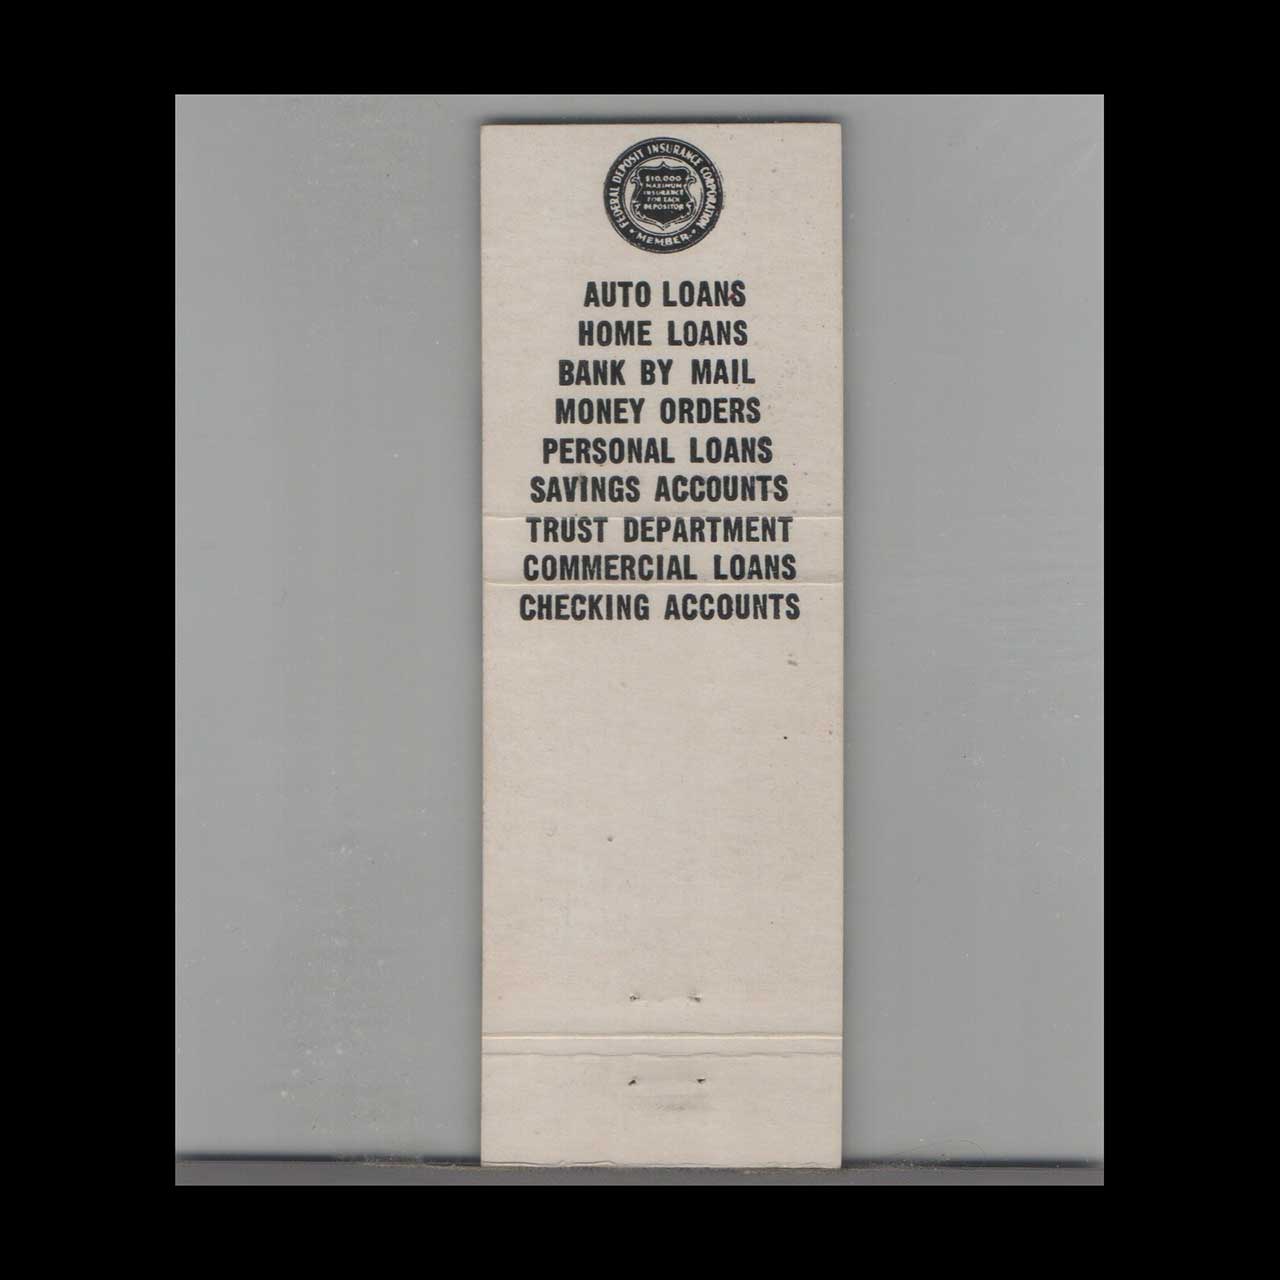 FEDERAL DEPOSIT INSURANCE CORPORATION
$10,000
MAXIMUM
INSURANCE
FOR EACH
DEPOSITOR
MEMBER
AUTO LOANS
HOME LOANS
BANK BY MAIL
MONEY ORDERS
PERSONAL LOANS
SAVINGS ACCOUNTS
TRUST DEPARTMENT
COMMERCIAL LOANS
CHECKING ACCOUNTS